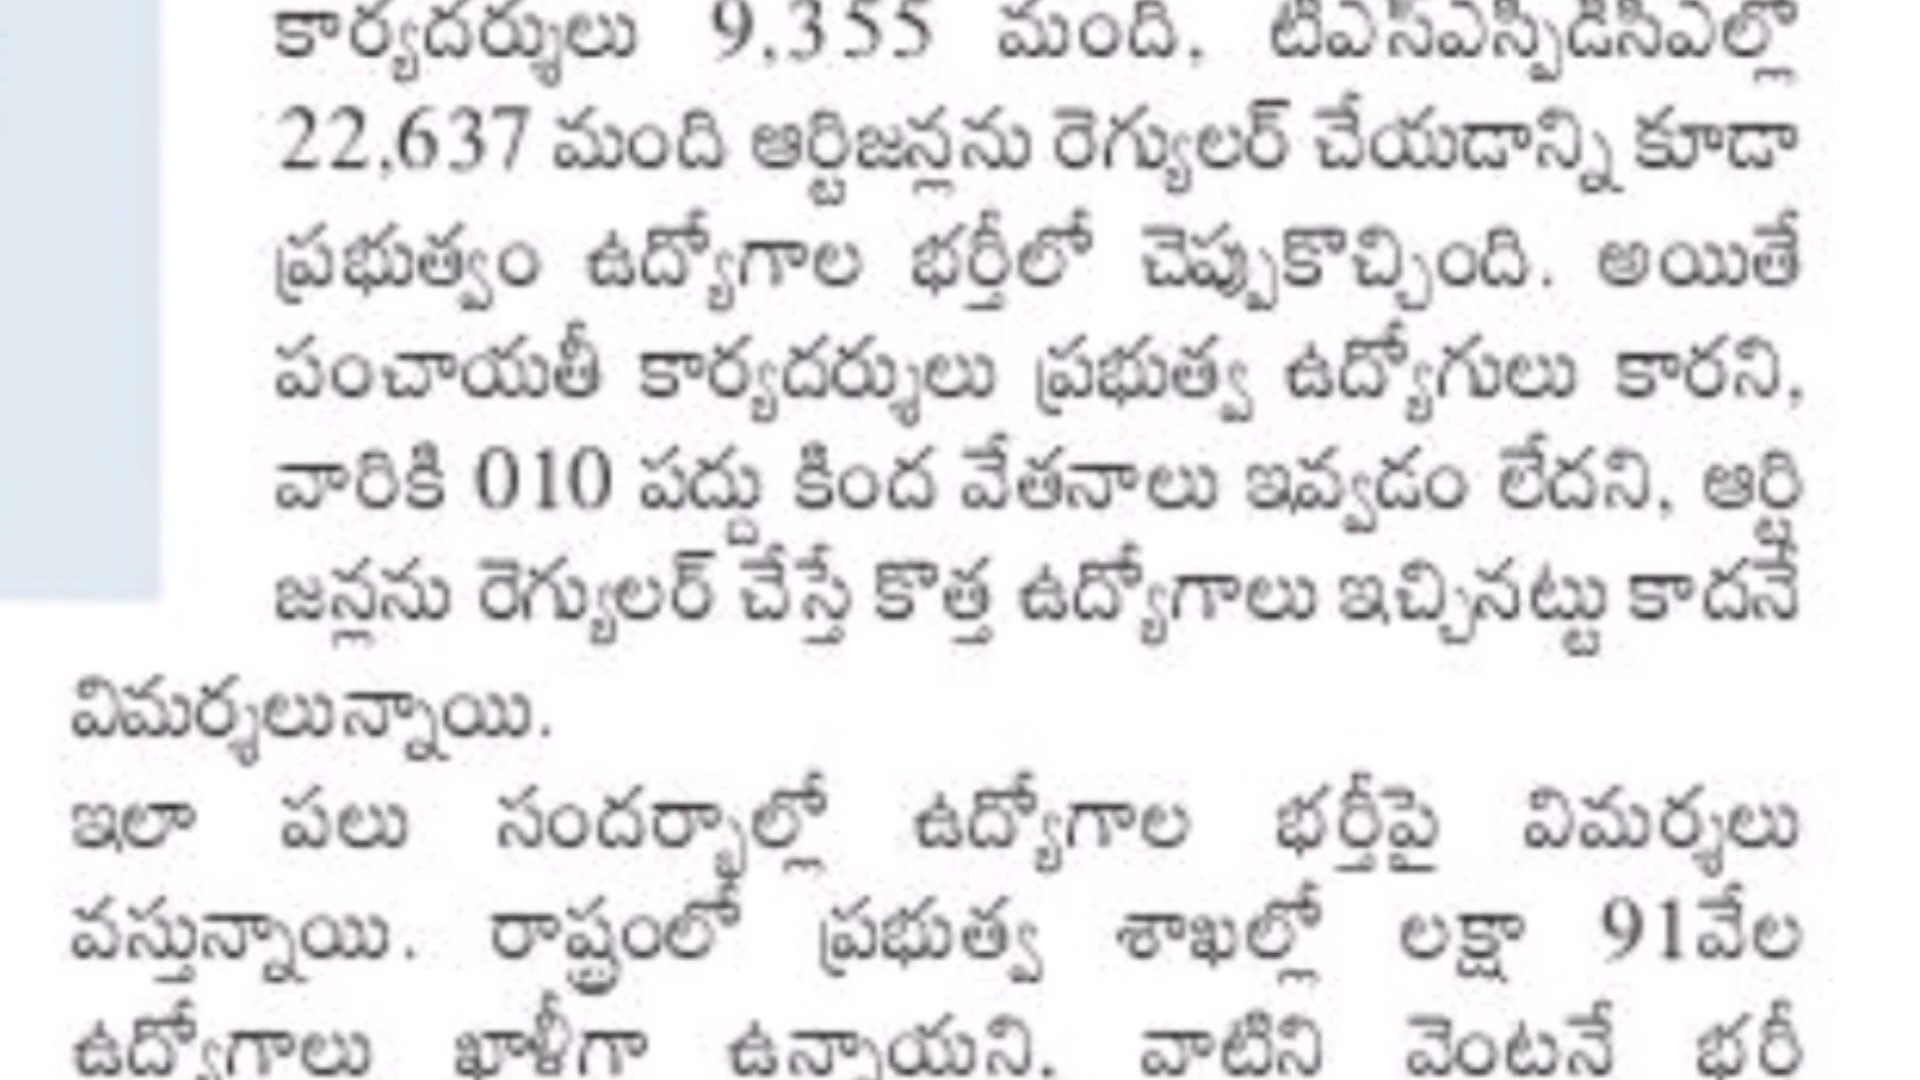 కార్యదర్శులు 9,355 మంది, టీఎస్ఎస్పీడీసీఎల్లో
22,637 మంది ఆర్టిజన్లను రెగ్యులర్ చేయడాన్ని కూడా
ప్రభుత్వం ఉద్యోగాల భర్తీలో చెప్పుకొచ్చింది. అయితే
పంచాయతీ కార్యదర్శులు ప్రభుత్వ ఉద్యోగులు కారని,
వారికి 010 పద్దు కింద వేతనాలు ఇవ్వడం లేదని, ఆర్టి
జన్లను రెగ్యులర్ చేస్తే కొత్త ఉద్యోగాలు ఇచ్చినట్టు కాదనే
విమర్శలున్నాయి.
ఇలా పలు సందర్భాల్లో ఉద్యోగాల భర్తీపై విమర్శలు
వస్తున్నాయి. రాష్ట్రంలో ప్రభుత్వ శాఖల్లో లక్షా 91వేల
ఉద్యోగాలు ఖాళీగా ఉన్నాయని, వాటిని వెంటనే భర్తీ